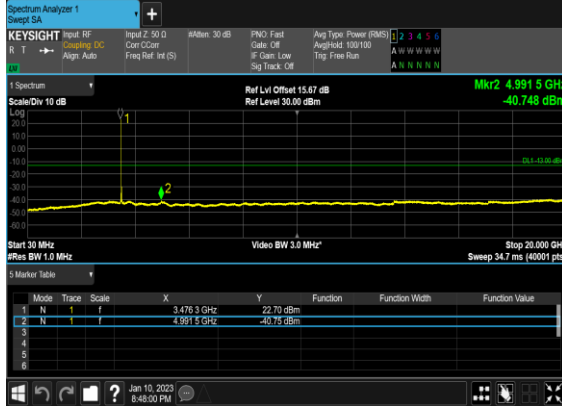 Spectrum Analyzer 1
Swept SA
+
KEYSIGHT
R T
LXI
Input: RF
Coupling: DC
Align: Auto
Input Z: 50 Ω
Corr CCorr
Freq Ref: Int (S)
#Atten: 30 dB
PNO: Fast
Gate: Off
IF Gain: Low
Sig Track: Off
Avg Type: Power (RMS)
Avg|Hold: 100/100
Trig: Free Run
1 2 3 4 5 6
A W W W W W
A N N N N N
1 Spectrum
Scale/Div 10 dB
Ref Lvl Offset 15.67 dB
Ref Level 30.00 dBm
Mkr2 4.991 5 GHz
-40.748 dBm
Log
20.0
10.0
0.00
-10.0
-20.0
-30.0
-40.0
-50.0
-60.0
1
2
DL1 -13.00 dBm
Start 30 MHz
#Res BW 1.0 MHz
Video BW 3.0 MHz*
Stop 20.000 GH
Sweep 34.7 ms (40001 pts
5 Marker Table
Mode Trace Scale X Y Function Function Width Function Value
1 N 1 f 3.476 3 GHz 22.70 dBm
2 N 1 f 4.991 5 GHz -40.75 dBm
3
4
5
6
?
Jan 10, 2023
8:48:00 PM